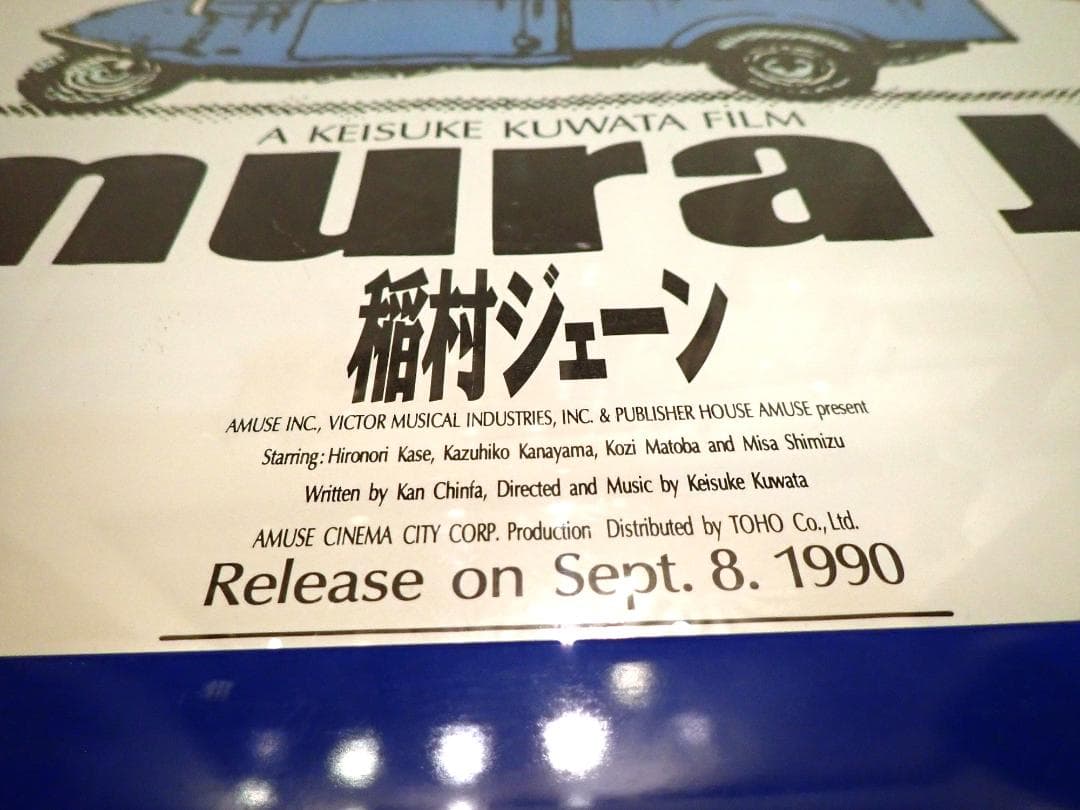 A KEISUKE KUWATA FILM
mura J
稲村ジェーン
AMUSE INC., VICTOR MUSICAL INDUSTRIES, INC. & PUBLISHER HOUSE AMUSE present
Starring: Hironori Kase, Kazuhiko Kanayama, Kozi Matoba and Misa Shimizu
Written by Kan Chinfa, Directed and Music by Keisuke Kuwata
AMUSE CINEMA CITY CORP. Production Distributed by TOHO Co., Ltd.
Release on Sept. 8. 1990